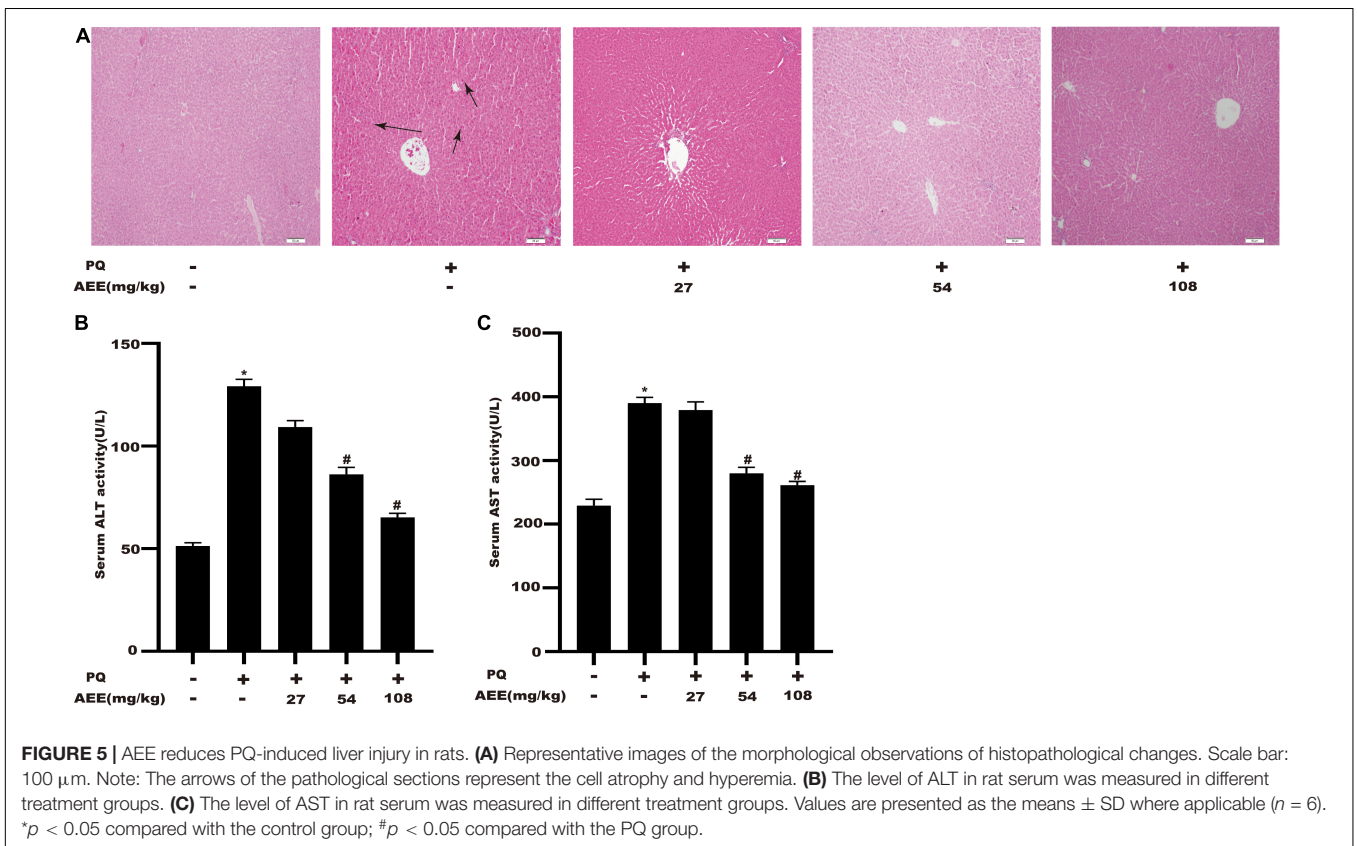 A
PQ - + + + +
AEE(mg/kg) - - 27 54 108
B
150
100
50
0
Serum ALT activity(U/L)
* # #
PQ - + + + +
AEE(mg/kg) - - 27 54 108
C
500
400
300
200
100
0
Serum AST activity(U/L)
* # #
PQ - + + + +
AEE(mg/kg) - - 27 54 108
FIGURE 5 | AEE reduces PQ-induced liver injury in rats. (A) Representative images of the morphological observations of histopathological changes. Scale bar:
100 μm. Note: The arrows of the pathological sections represent the cell atrophy and hyperemia. (B) The level of ALT in rat serum was measured in different
treatment groups. (C) The level of AST in rat serum was measured in different treatment groups. Values are presented as the means ± SD where applicable (n = 6).
*p < 0.05 compared with the control group; #p < 0.05 compared with the PQ group.